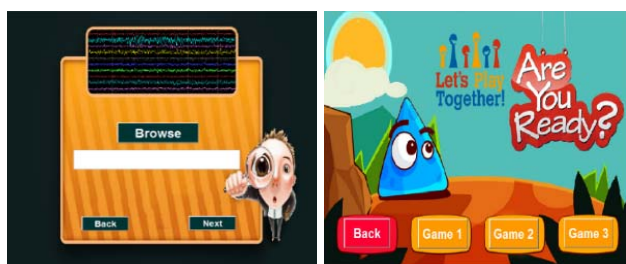 Browse
Back
Next
Let's Play
Together!
Are
You
Ready?
Back
Game 1
Game 2
Game 3